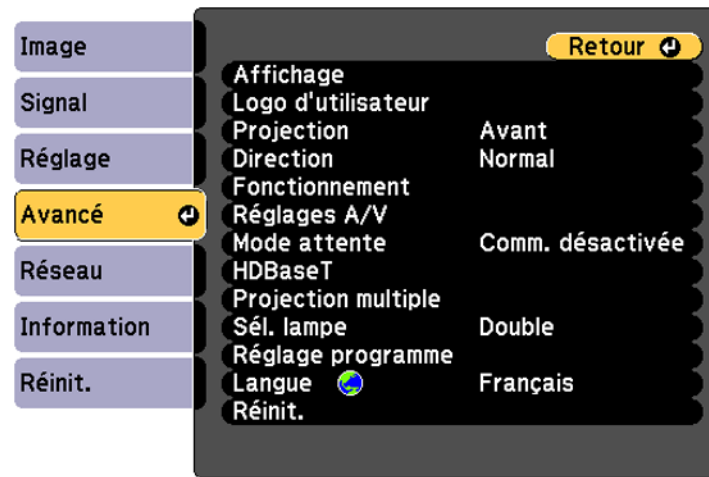 Image
Signal
Réglage
Avancé
Réseau
Information
Réinit.
Retour
Affichage
Logo d'utilisateur
Projection Avant
Direction Normal
Fonctionnement
Réglages A/V
Mode attente Comm. désactivée
HDBaseT
Projection multiple
Sél. lampe Double
Réglage programme
Langue Français
Réinit.